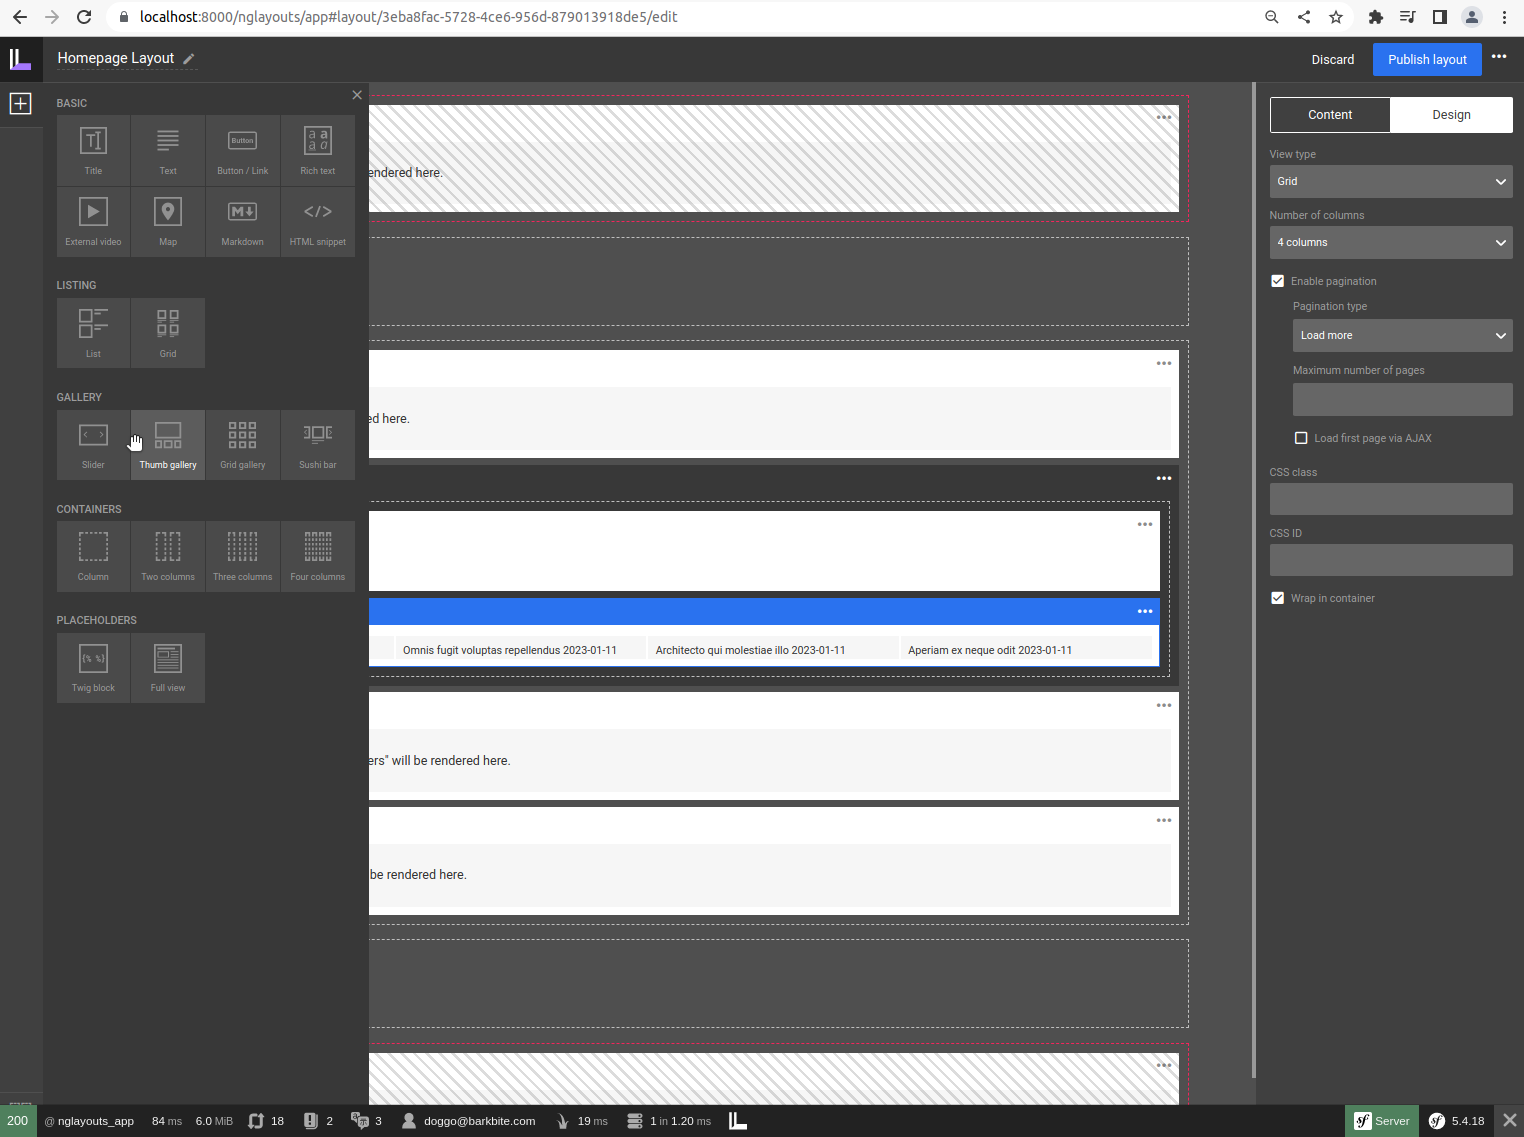 localhost:8000/nglayouts/app#layout/3eba8fac-5728-4ce6-956d-879013918de5/edit
Homepage Layout
Discard
Publish layout
BASIC
Title
Text
Button
Button / Link
a a
a a
Rich text
External video
Map
M
Markdown
</>
HTML snippet
LISTING
List
Grid
GALLERY
Slider
Thumb gallery
Grid gallery
Sushi bar
CONTAINERS
Column
Two columns
Three columns
Four columns
PLACEHOLDERS
{% %}
Twig block
Full view
endered here.
ed here.
Omnis fugit voluptas repellendus 2023-01-11
Architecto qui molestiae illo 2023-01-11
Aperiam ex neque odit 2023-01-11
ers" will be rendered here.
be rendered here.
Content
Design
View type
Grid
Number of columns
4 columns
Enable pagination
Pagination type
Load more
Maximum number of pages
Load first page via AJAX
CSS class
CSS ID
Wrap in container
200
@ nglayouts_app
84 ms
6.0 MiB
18
2
3
doggo@barkbite.com
19 ms
1 in 1.20 ms
Server
5.4.18